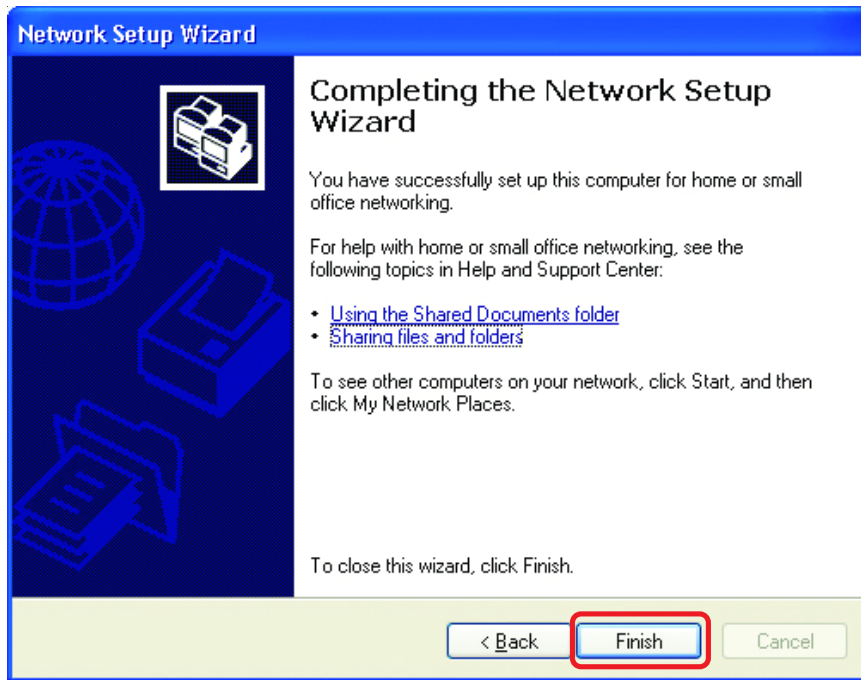 Network Setup Wizard
Completing the Network Setup
Wizard
You have successfully set up this computer for home or small
office networking.
For help with home or small office networking, see the
following topics in Help and Support Center:
• Using the Shared Documents folder
• Sharing files and folders
To see other computers on your network, click Start, and then
click My Network Places.
To close this wizard, click Finish.
< Back Finish Cancel